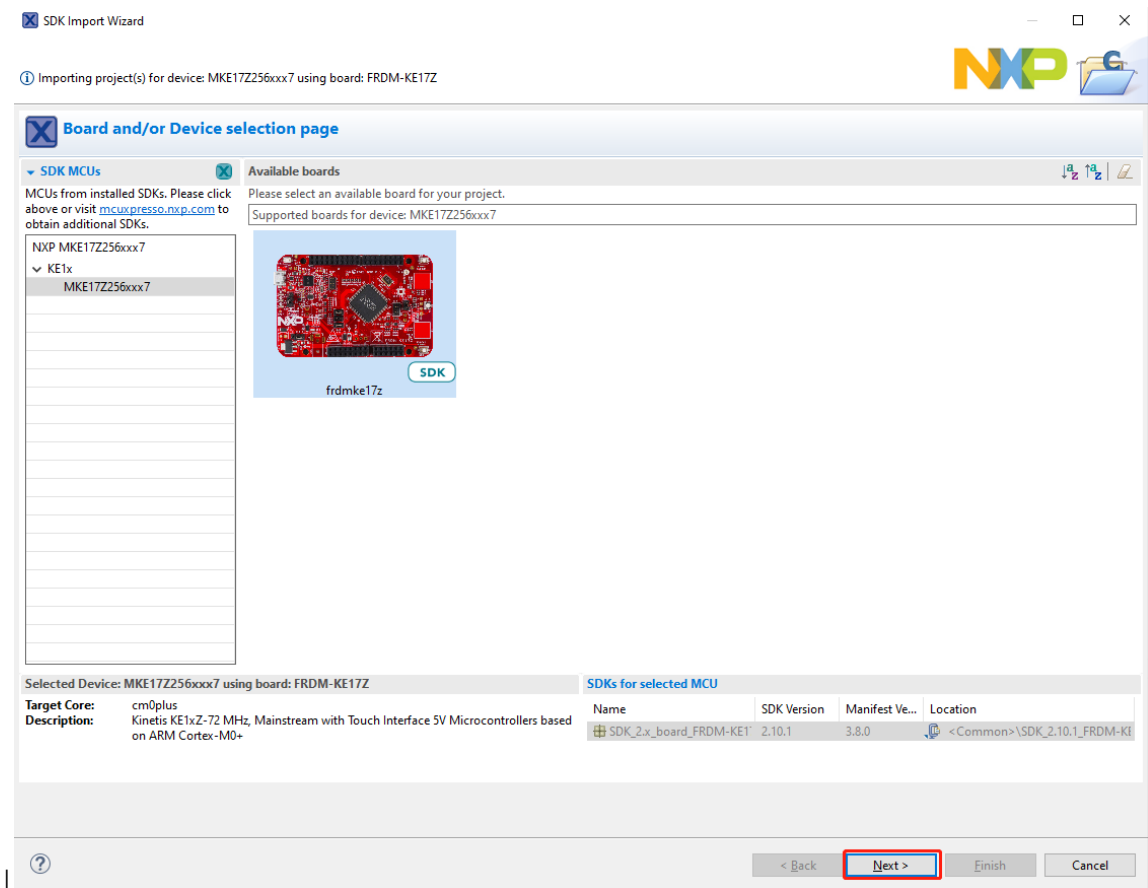 SDK Import Wizard
Importing project(s) for device: MKE17Z256xxx7 using board: FRDM-KE17Z
NXP
Board and/or Device selection page
SDK MCUs
MCUs from installed SDKs. Please click
above or visit mcuxpresso.nxp.com to
obtain additional SDKs.
NXP MKE17Z256xxx7
KE1x
MKE17Z256xxx7
Available boards
Please select an available board for your project.
Supported boards for device: MKE17Z256xxx7
NXP
SDK
frdmke17z
Selected Device: MKE17Z256xxx7 using board: FRDM-KE17Z
Target Core: cm0plus
Description: Kinetis KE1xZ-72 MHz, Mainstream with Touch Interface 5V Microcontrollers based
on ARM Cortex-M0+
SDKs for selected MCU
Name SDK Version Manifest Ve... Location
SDK_2.x_board_FRDM-KE1 2.10.1 3.8.0 <Common>\SDK_2.10.1_FRDM-KE
< Back Next > Finish Cancel